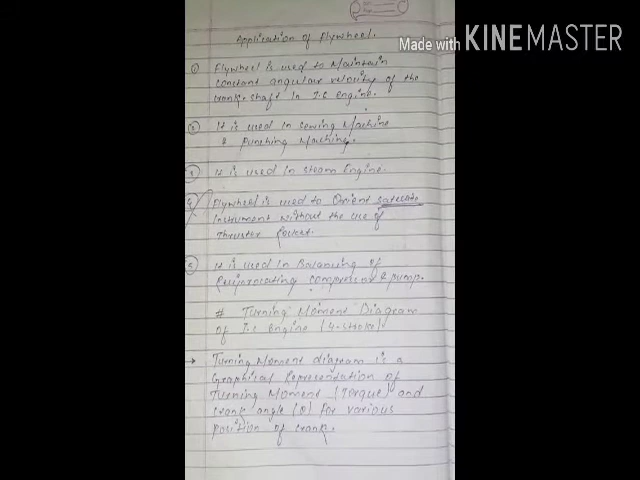 Application of Flywheel.
Made with KINEMASTER
① Flywheel is used to Maintain
constant angular velocity of the
crank-shaft in I.C engine.
② It is used in sewing Machine
& Punching Machine.
③ It is used in steam Engine.
④ Flywheel is used to Orient satecate
Instrument without the use of
Thruster
⑤ It is used in Balancing of
Reciprocating & pump.
# Turning Moment Diagram
of I.C engine (4-stroke)
→ Turning Moment diagram is a
Graphical Representation of
Turning Moment (Torque) and
crank angle (θ) for various
position of crank.